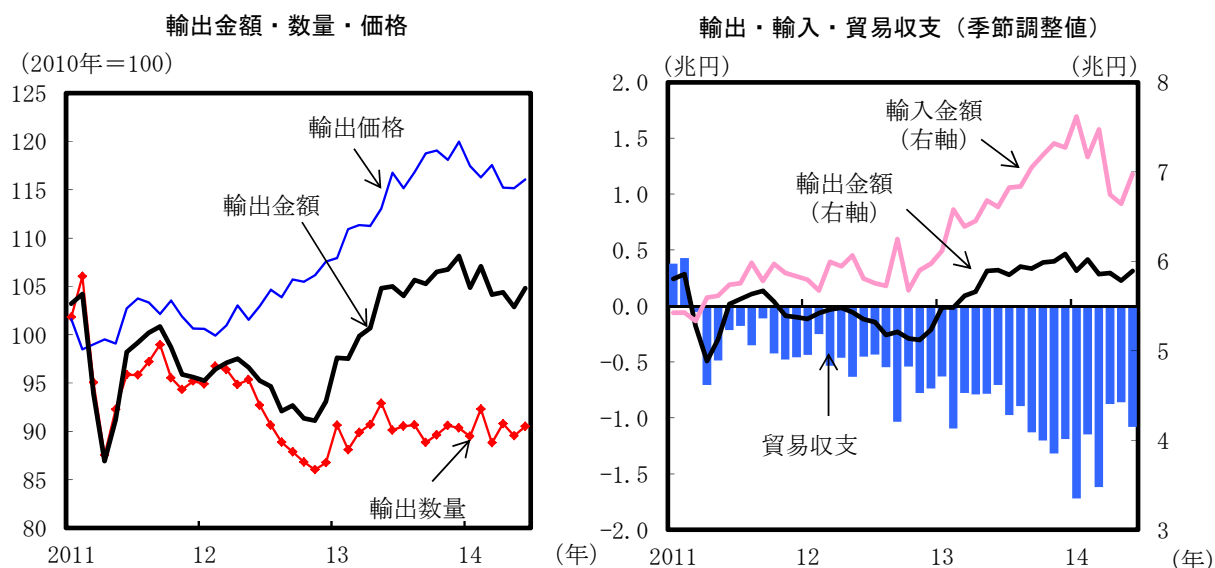 輸出金額・数量・価格
（2010年＝100）
125
120
115
110
105
100
95
90
85
80
輸出価格
輸出金額
輸出数量
2011
12
13
14
（年）
輸出・輸入・貿易収支（季節調整値）
（兆円）
（兆円）
2.0
1.5
1.0
0.5
0.0
-0.5
-1.0
-1.5
-2.0
8
7
6
5
4
3
輸入金額
（右軸）
輸出金額
（右軸）
貿易収支
2011
12
13
14
（年）